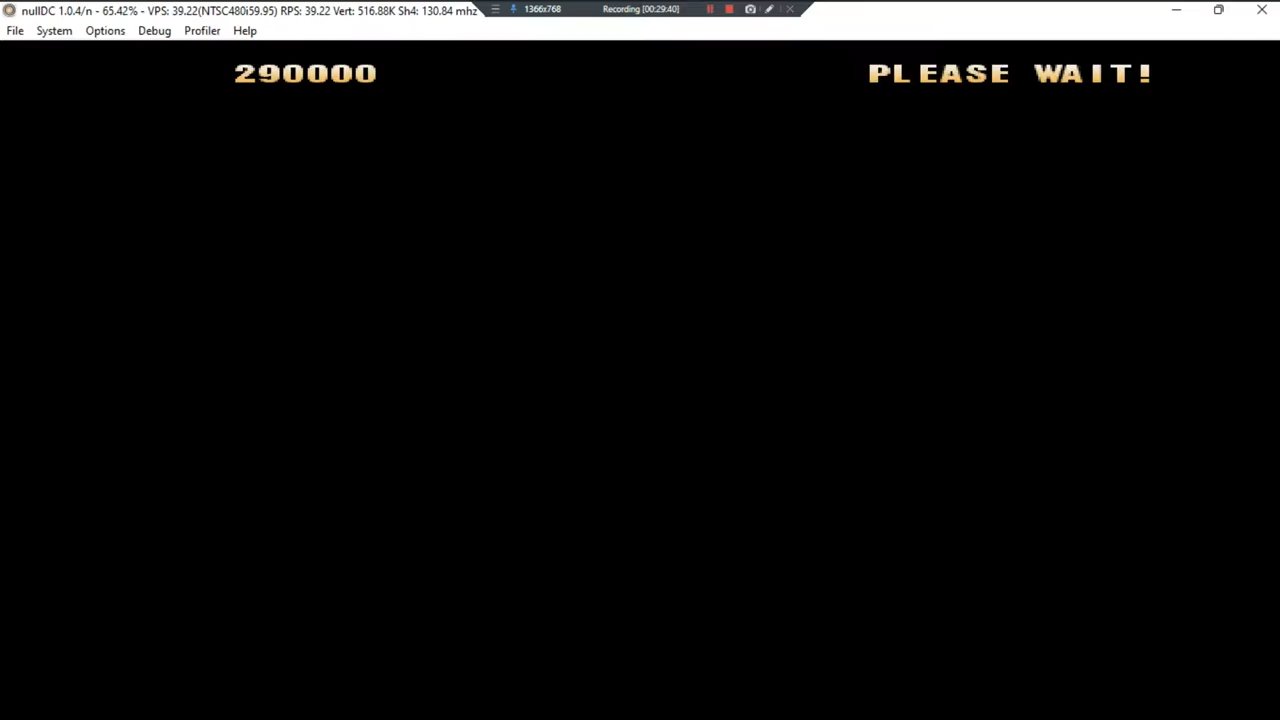 nullDC 1.0.4/n - 65.42% - VPS: 39.22(NTSC480i59.95) RPS: 39.22 Vert: 516.88K Sh4: 130.84 mhz
1366x768
Recording [00:29:40]
File System Options Debug Profiler Help
290000
PLEASE WAIT!